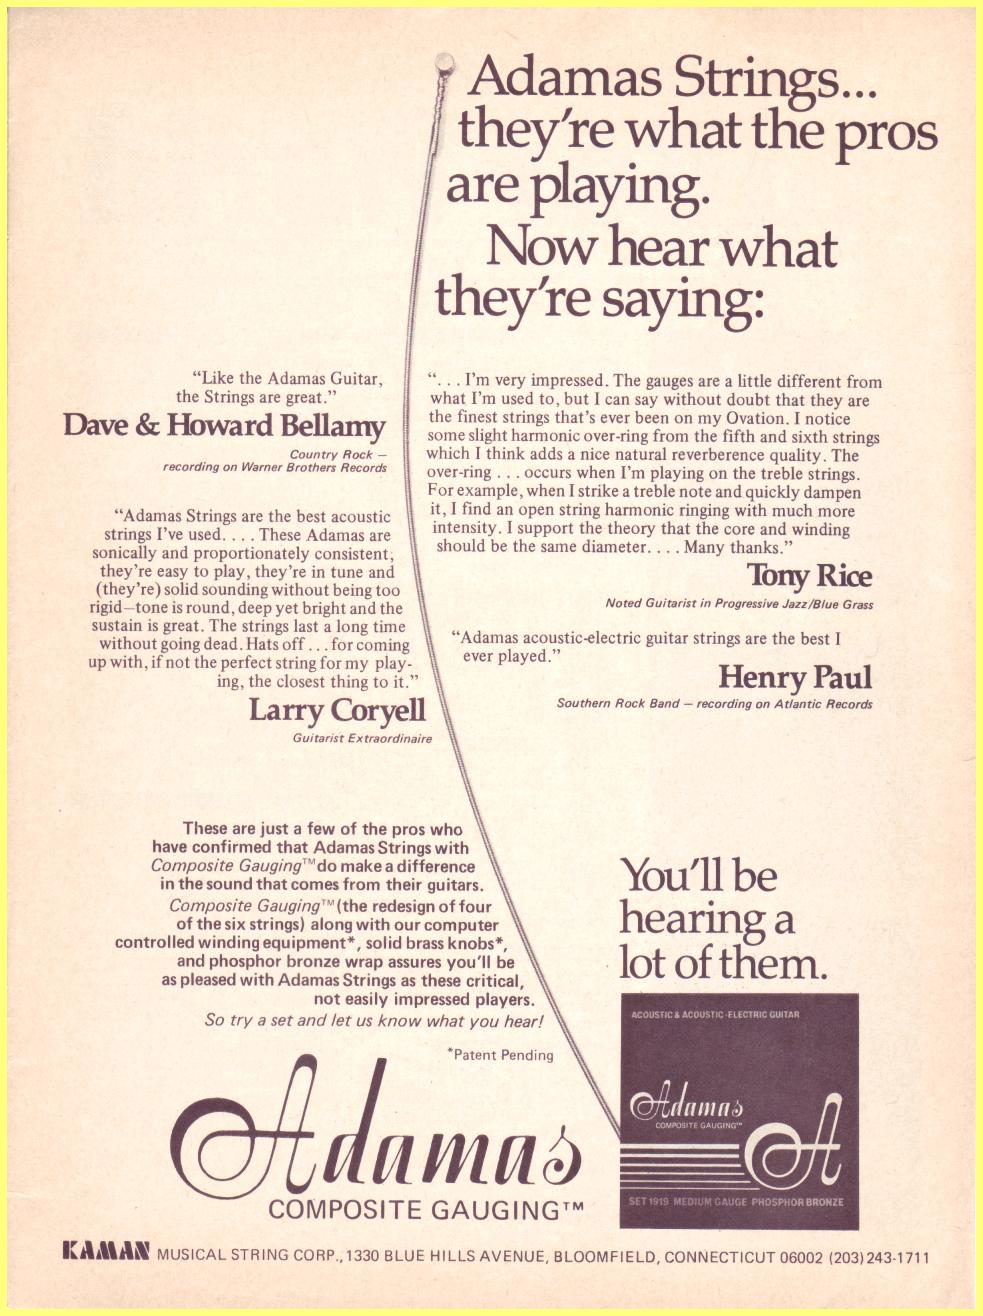 Adamas Strings...
they're what the pros
are playing.
Now hear what
they're saying:
“Like the Adamas Guitar,
the Strings are great.”
Dave & Howard Bellamy
Country Rock –
recording on Warner Brothers Records
“Adamas Strings are the best acoustic
strings I've used. . . . These Adamas are
sonically and proportionately consistent;
they're easy to play, they're in tune and
(they're) solid sounding without being too
rigid—tone is round, deep yet bright and the
sustain is great. The strings last a long time
without going dead. Hats off . . . for coming
up with, if not the perfect string for my play-
ing, the closest thing to it.”
Larry Coryell
Guitarist Extraordinaire
“. . . I'm very impressed. The gauges are a little different from
what I'm used to, but I can say without doubt that they are
the finest strings that's ever been on my Ovation. I notice
some slight harmonic over-ring from the fifth and sixth strings
which I think adds a nice natural reverberence quality. The
over-ring . . . occurs when I'm playing on the treble strings.
For example, when I strike a treble note and quickly dampen
it, I find an open string harmonic ringing with much more
intensity. I support the theory that the core and winding
should be the same diameter. . . . Many thanks.”
Tony Rice
Noted Guitarist in Progressive Jazz/Blue Grass
“Adamas acoustic-electric guitar strings are the best I
ever played.”
Henry Paul
Southern Rock Band – recording on Atlantic Records
These are just a few of the pros who
have confirmed that Adamas Strings with
Composite Gauging™ do make a difference
in the sound that comes from their guitars.
Composite Gauging™ (the redesign of four
of the six strings) along with our computer
controlled winding equipment*, solid brass knobs*,
and phosphor bronze wrap assures you'll be
as pleased with Adamas Strings as these critical,
not easily impressed players.
So try a set and let us know what you hear!
*Patent Pending
You'll be
hearing a
lot of them.
ACOUSTIC & ACOUSTIC-ELECTRIC GUITAR
Adamas
COMPOSITE GAUGING™
A
SET 1919 MEDIUM GAUGE PHOSPHOR BRONZE
Adamas
COMPOSITE GAUGING™
KAMAN MUSICAL STRING CORP., 1330 BLUE HILLS AVENUE, BLOOMFIELD, CONNECTICUT 06002 (203) 243-1711